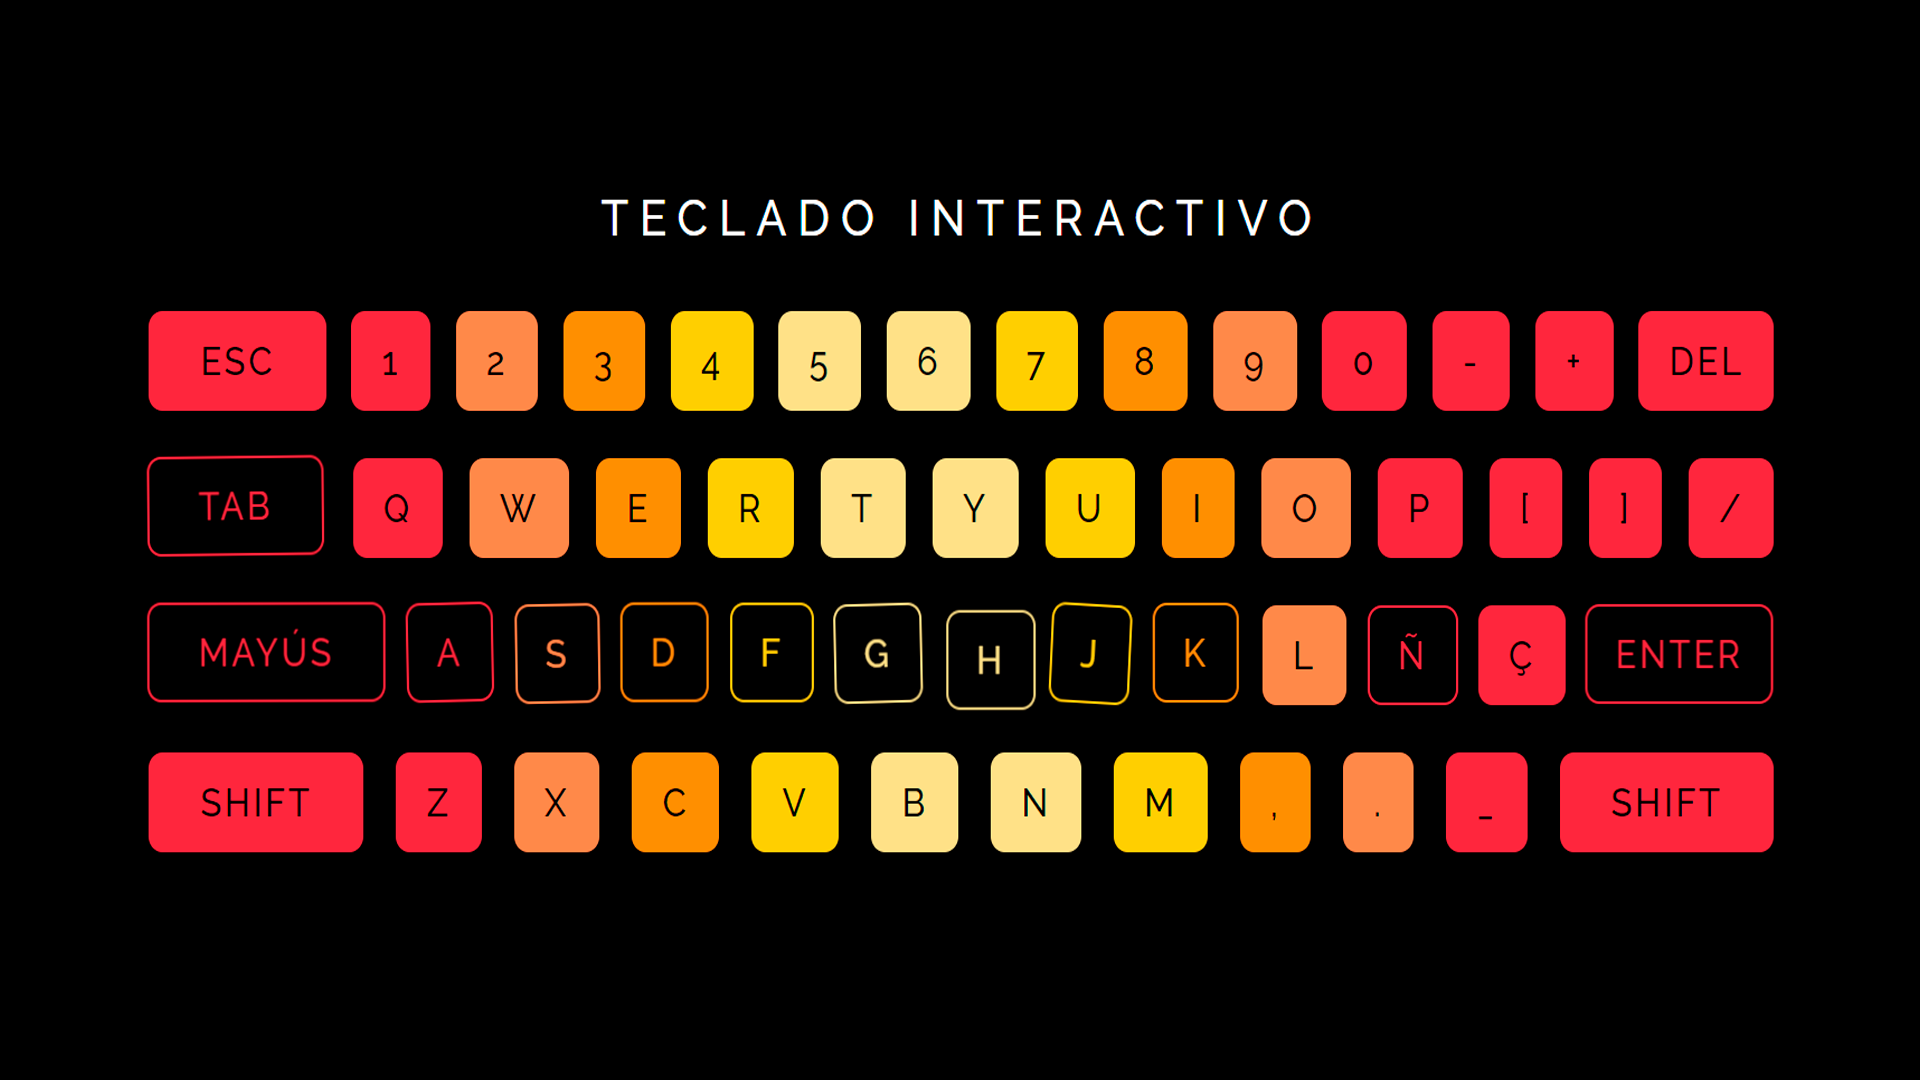 TECLADO INTERACTIVO
ESC 1 2 3 4 5 6 7 8 9 0 - + DEL
TAB Q W E R T Y U I O P [ ] /
MAYÚS A S D F G H J K L Ñ Ç ENTER
SHIFT Z X C V B N M , . _ SHIFT